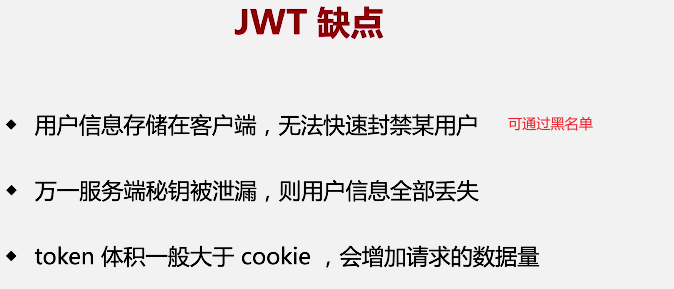 JWT 缺点
用户信息存储在客户端，无法快速封禁某用户 可通过黑名单
万一服务端秘钥被泄漏，则用户信息全部丢失
token 体积一般大于 cookie ，会增加请求的数据量